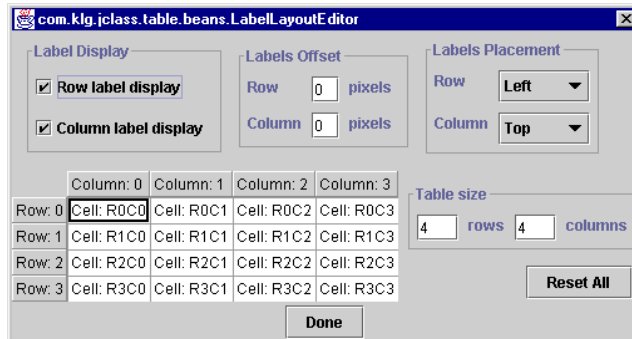 com.klg.jclass.table.beans.LabelLayoutEditor
Label Display
Row label display
Column label display
Labels Offset
Row 0 pixels
Column 0 pixels
Labels Placement
Row Left
Column Top
Column: 0 Column: 1 Column: 2 Column: 3
Row: 0 Cell: R0C0 Cell: R0C1 Cell: R0C2 Cell: R0C3
Row: 1 Cell: R1C0 Cell: R1C1 Cell: R1C2 Cell: R1C3
Row: 2 Cell: R2C0 Cell: R2C1 Cell: R2C2 Cell: R2C3
Row: 3 Cell: R3C0 Cell: R3C1 Cell: R3C2 Cell: R3C3
Table size
4 rows 4 columns
Reset All
Done